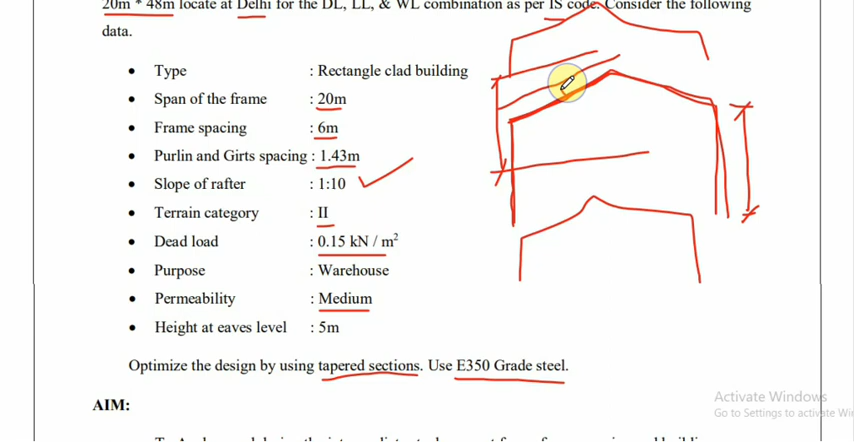 20m * 48m locate at Delhi for the DL, LL, & WL combination as per IS code. Consider the following
data.
• Type : Rectangle clad building
• Span of the frame : 20m
• Frame spacing : 6m
• Purlin and Girts spacing : 1.43m
• Slope of rafter : 1:10
• Terrain category : II
• Dead load : 0.15 kN / m²
• Purpose : Warehouse
• Permeability : Medium
• Height at eaves level : 5m
Optimize the design by using tapered sections. Use E350 Grade steel.
AIM:
Activate Windows
Go to Settings to activate Wi